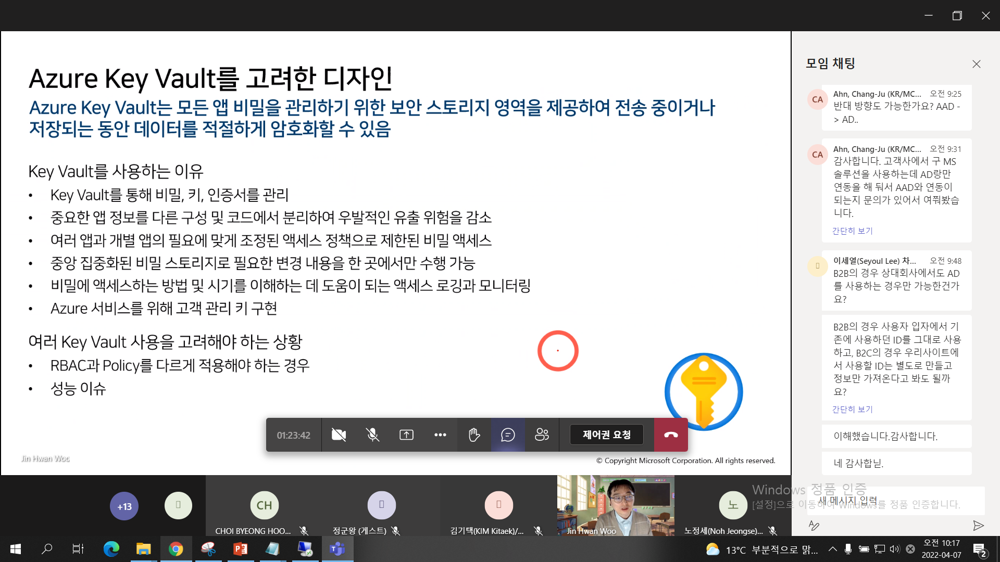 Azure Key Vault를 고려한 디자인
Azure Key Vault는 모든 앱 비밀을 관리하기 위한 보안 스토리지 영역을 제공하여 전송 중이거나
저장되는 동안 데이터를 적절하게 암호화할 수 있음
Key Vault를 사용하는 이유
• Key Vault를 통해 비밀, 키, 인증서를 관리
• 중요한 앱 정보를 다른 구성 및 코드에서 분리하여 우발적인 유출 위험을 감소
• 여러 앱과 개별 앱의 필요에 맞게 조정된 액세스 정책으로 제한된 비밀 액세스
• 중앙 집중화된 비밀 스토리지로 필요한 변경 내용을 한 곳에서만 수행 가능
• 비밀에 액세스하는 방법 및 시기를 이해하는 데 도움이 되는 액세스 로깅과 모니터링
• Azure 서비스를 위해 고객 관리 키 구현
여러 Key Vault 사용을 고려해야 하는 상황
• RBAC과 Policy를 다르게 적용해야 하는 경우
• 성능 이슈
01:23:42
제어권 요청
Jin Hwan Woo
© Copyright Microsoft Corporation. All rights reserved.
+13
CH
CHOI BYEONG HOO...
정군왕 (게스트)
김기택(KIM Kitaek)/...
Jin Hwan Woo
노
노정세(Noh Jeongse)...
모임 채팅
CA
Ahn, Chang-Ju (KR/MC... 오전 9:25
반대 방향도 가능한가요? AAD -
> AD..
CA
Ahn, Chang-Ju (KR/MC... 오전 9:31
감사합니다. 고객사에서 구 MS
솔루션을 사용하는데 AD랑만
연동을 해 둬서 AAD와 연동이
되는지 문의가 있어서 여쭤봤습
니다.
간단히 보기
이세열(Seyoul Lee) 차... 오전 9:48
B2B의 경우 상대회사에서도 AD
를 사용하는 경우만 가능한건가
요?
B2B의 경우 사용자 입자에서 기
존에 사용하던 ID를 그대로 사용
하고, B2C의 경우 우리사이트에
서 사용할 ID는 별도로 만들고
정보만 가져온다고 봐도 될까
요?
간단히 보기
이해했습니다.감사합니다.
네 감사합닏.
Windows 정품 인증
새 메시지 입력
[설정]으로 이동하여 Windows를 정품 인증합니다.
13°C 부분적으로 맑...
오전 10:17
2022-04-07
2